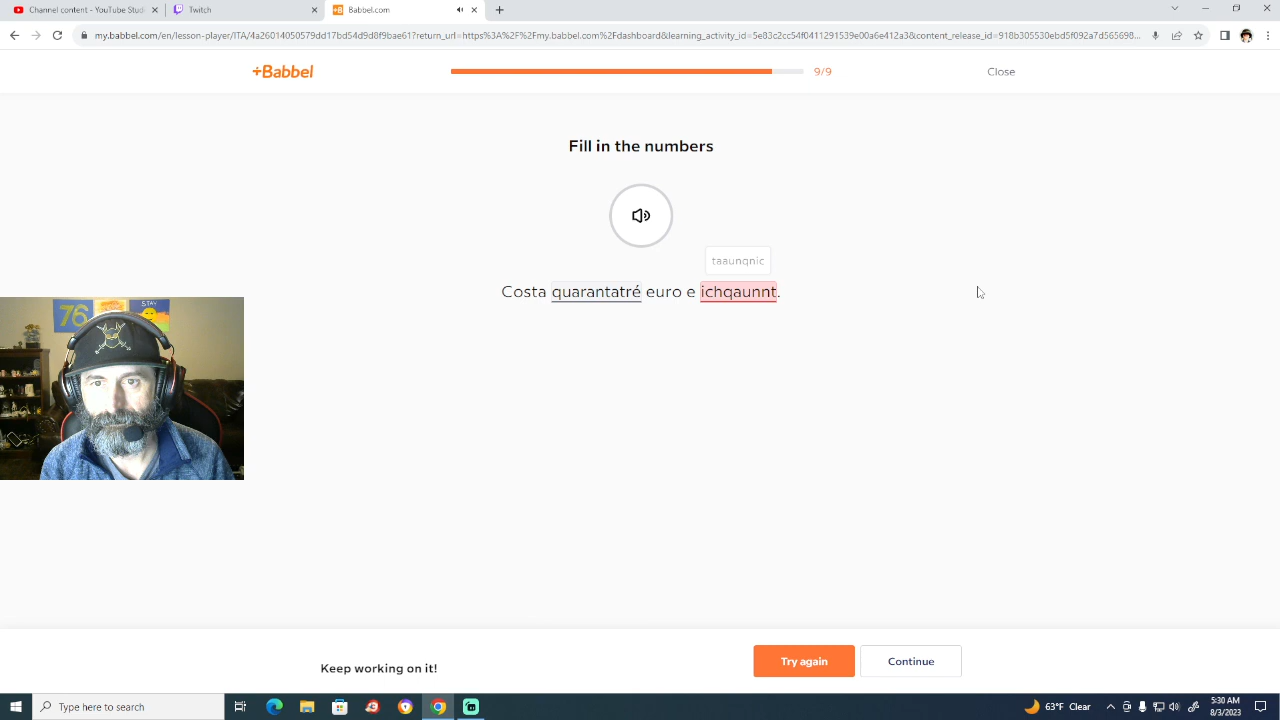 Channel content - YouTube Stud
Twitch
Babbel.com
my.babbel.com/en/lesson-player/ITA/4a26014050579dd17bd54d9d8f9bae61?return_url=https%3A%2F%2Fmy.babbel.com%2Fdashboard&learning_activity_id=5e83c2cc54f0411291539e00a6e412a3&content_release_id=918b305530ebd5f092a7d565698...
+Babbel
9/9
Close
Fill in the numbers
taaunqnic
Costa quarantatré euro e ichqaunnt.
76
STAY
Keep working on it!
Try again
Continue
Type here to search
63°F Clear
5:30 AM
8/3/2023